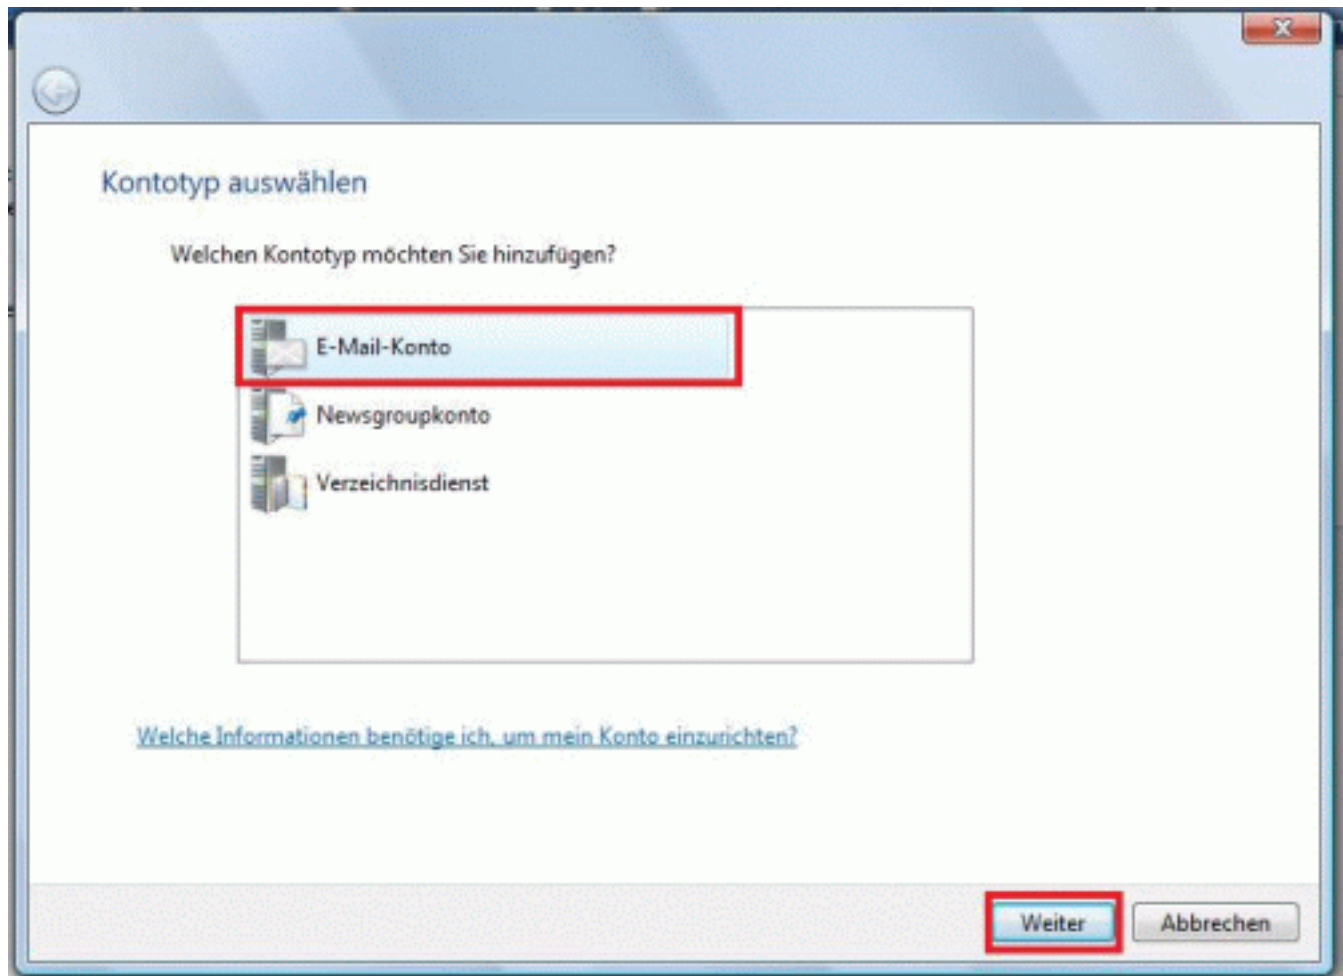 Kontotyp auswählen
Welchen Kontotyp möchten Sie hinzufügen?
E-Mail-Konto
Newsgroupkonto
Verzeichnisdienst
Welche Informationen benötige ich, um mein Konto einzurichten?
Weiter Abbrechen